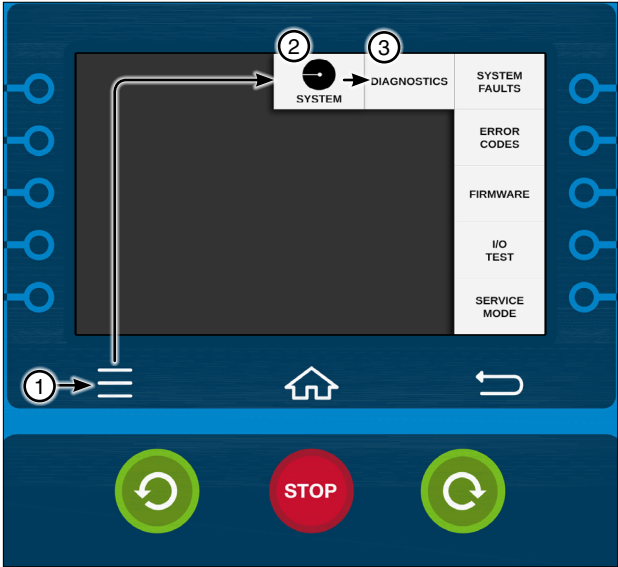 2
3
SYSTEM
DIAGNOSTICS
SYSTEM
FAULTS
ERROR
CODES
FIRMWARE
I/O
TEST
SERVICE
MODE
1
STOP